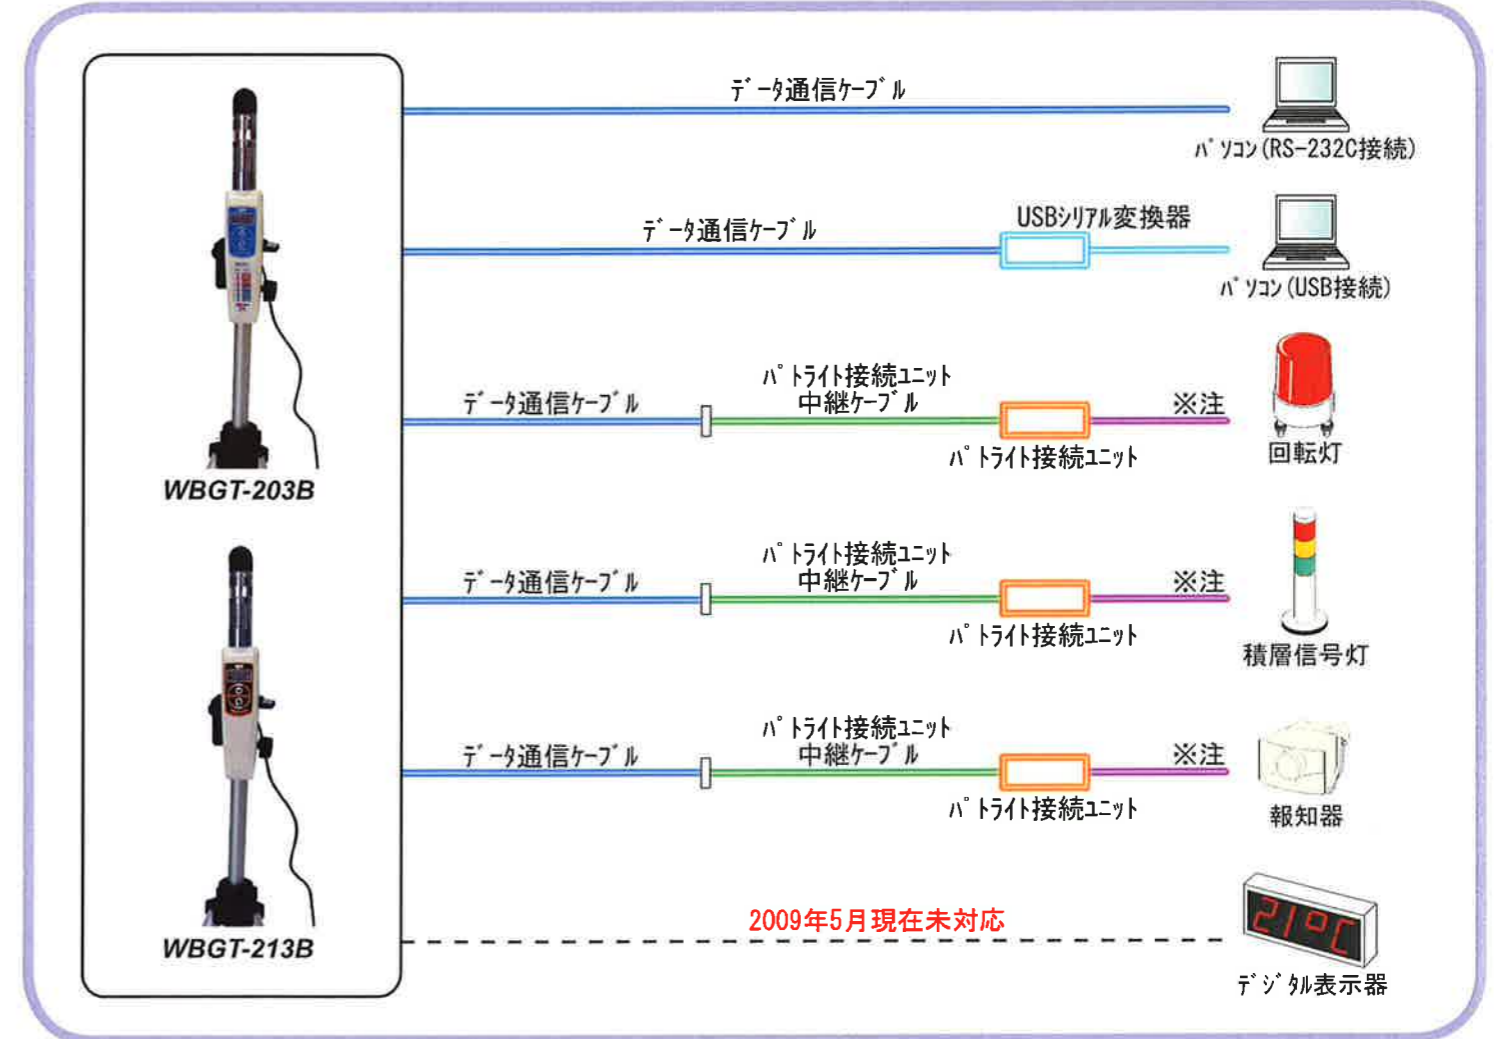 データ通信ケーブル
パソコン(RS-232C接続)
データ通信ケーブル
USBシリアル変換器
パソコン(USB接続)
データ通信ケーブル
パトライト接続ユニット
中継ケーブル
パトライト接続ユニット
※注
回転灯
WBGT-203B
データ通信ケーブル
パトライト接続ユニット
中継ケーブル
パトライト接続ユニット
※注
積層信号灯
データ通信ケーブル
パトライト接続ユニット
中継ケーブル
パトライト接続ユニット
※注
報知器
WBGT-213B
2009年5月現在未対応
21℃
デジタル表示器